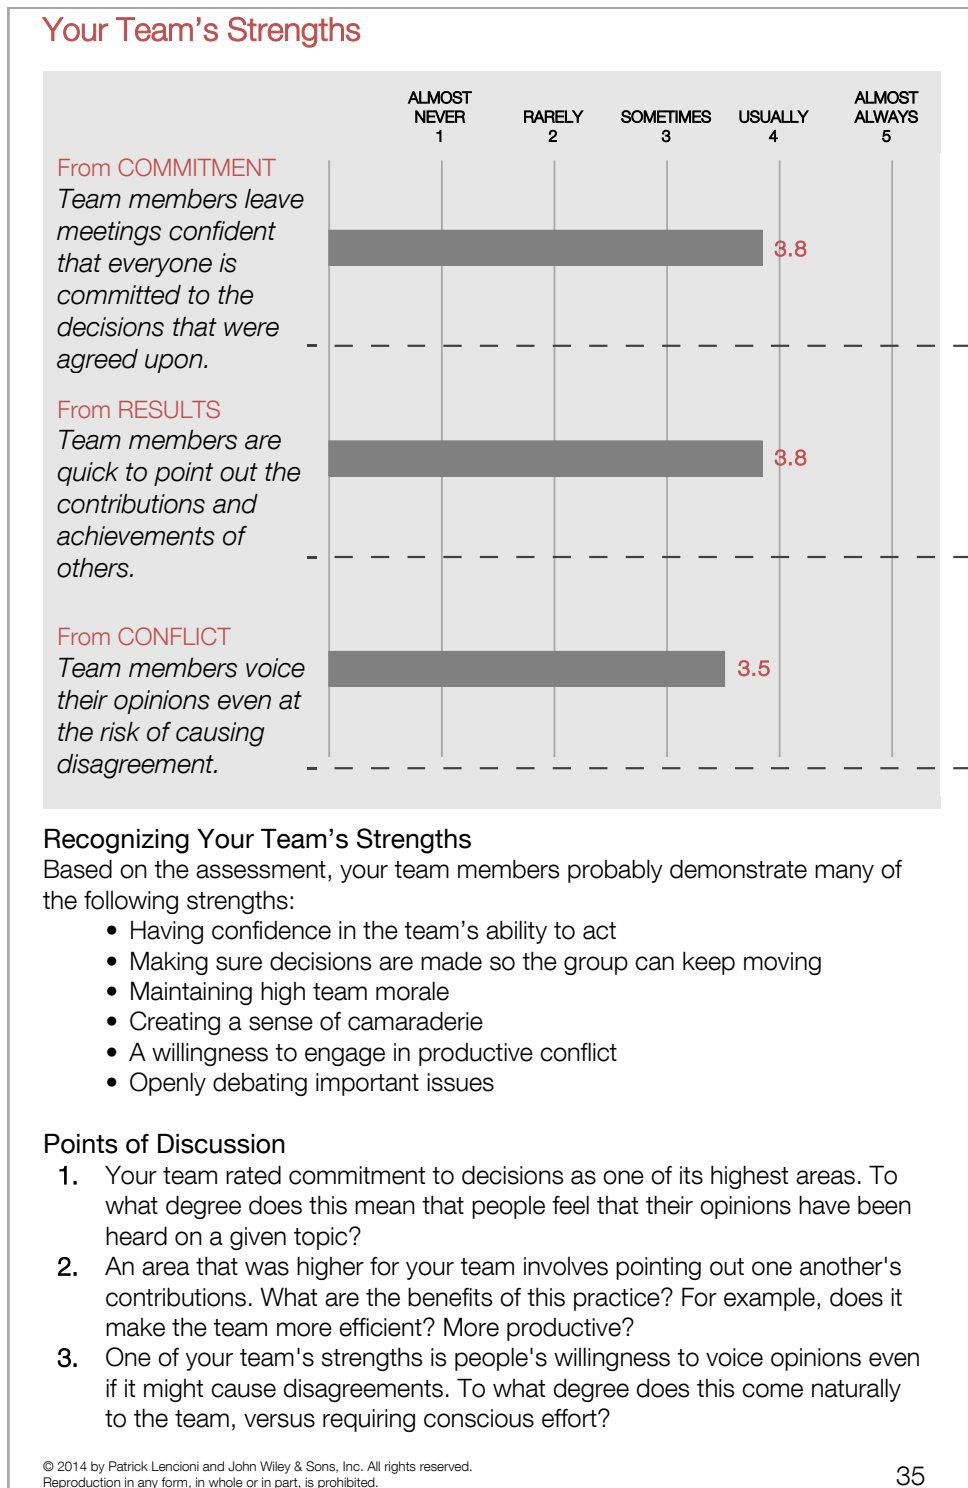 Your Team's Strengths
ALMOST NEVER 1
RARELY 2
SOMETIMES 3
USUALLY 4
ALMOST ALWAYS 5
From COMMITMENT
Team members leave
meetings confident
that everyone is
committed to the
decisions that were
agreed upon.
3.8
From RESULTS
Team members are
quick to point out the
contributions and
achievements of
others.
3.8
From CONFLICT
Team members voice
their opinions even at
the risk of causing
disagreement.
3.5
Recognizing Your Team's Strengths
Based on the assessment, your team members probably demonstrate many of
the following strengths:
• Having confidence in the team's ability to act
• Making sure decisions are made so the group can keep moving
• Maintaining high team morale
• Creating a sense of camaraderie
• A willingness to engage in productive conflict
• Openly debating important issues
Points of Discussion
1. Your team rated commitment to decisions as one of its highest areas. To
what degree does this mean that people feel that their opinions have been
heard on a given topic?
2. An area that was higher for your team involves pointing out one another's
contributions. What are the benefits of this practice? For example, does it
make the team more efficient? More productive?
3. One of your team's strengths is people's willingness to voice opinions even
if it might cause disagreements. To what degree does this come naturally
to the team, versus requiring conscious effort?
© 2014 by Patrick Lencioni and John Wiley & Sons, Inc. All rights reserved.
Reproduction in any form, in whole or in part, is prohibited.
35